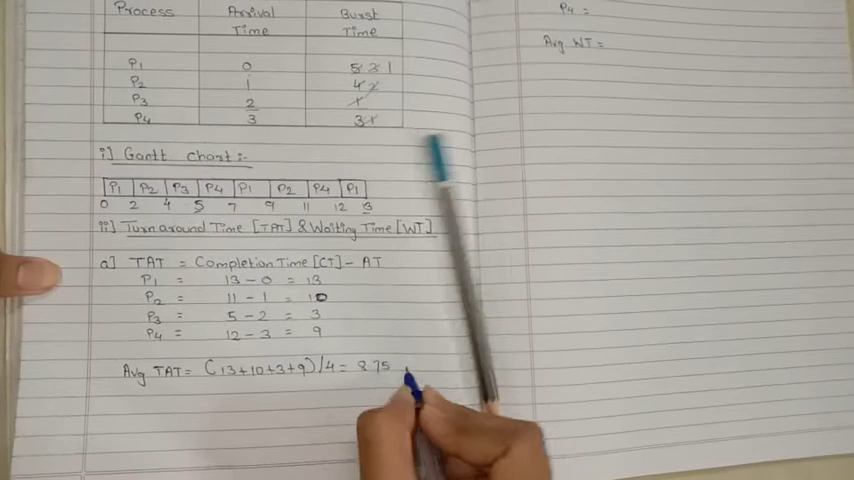 Process Arrival Time Burst Time
P1 0 5 3 1
P2 1 4 2
P3 2 1
P4 3 3 1
i] Gantt chart:-
P1 P2 P3 P4 P1 P2 P4 P1
0 2 4 5 7 9 11 12 13
ii] Turnaround Time [TAT] & Waiting Time [WT]
a] TAT = Completion Time [CT] - AT
P1 = 13 - 0 = 13
P2 = 11 - 1 = 10
P3 = 5 - 2 = 3
P4 = 12 - 3 = 9
Avg TAT = (13+10+3+9)/4 = 8.75
P4 =
Avg WT =